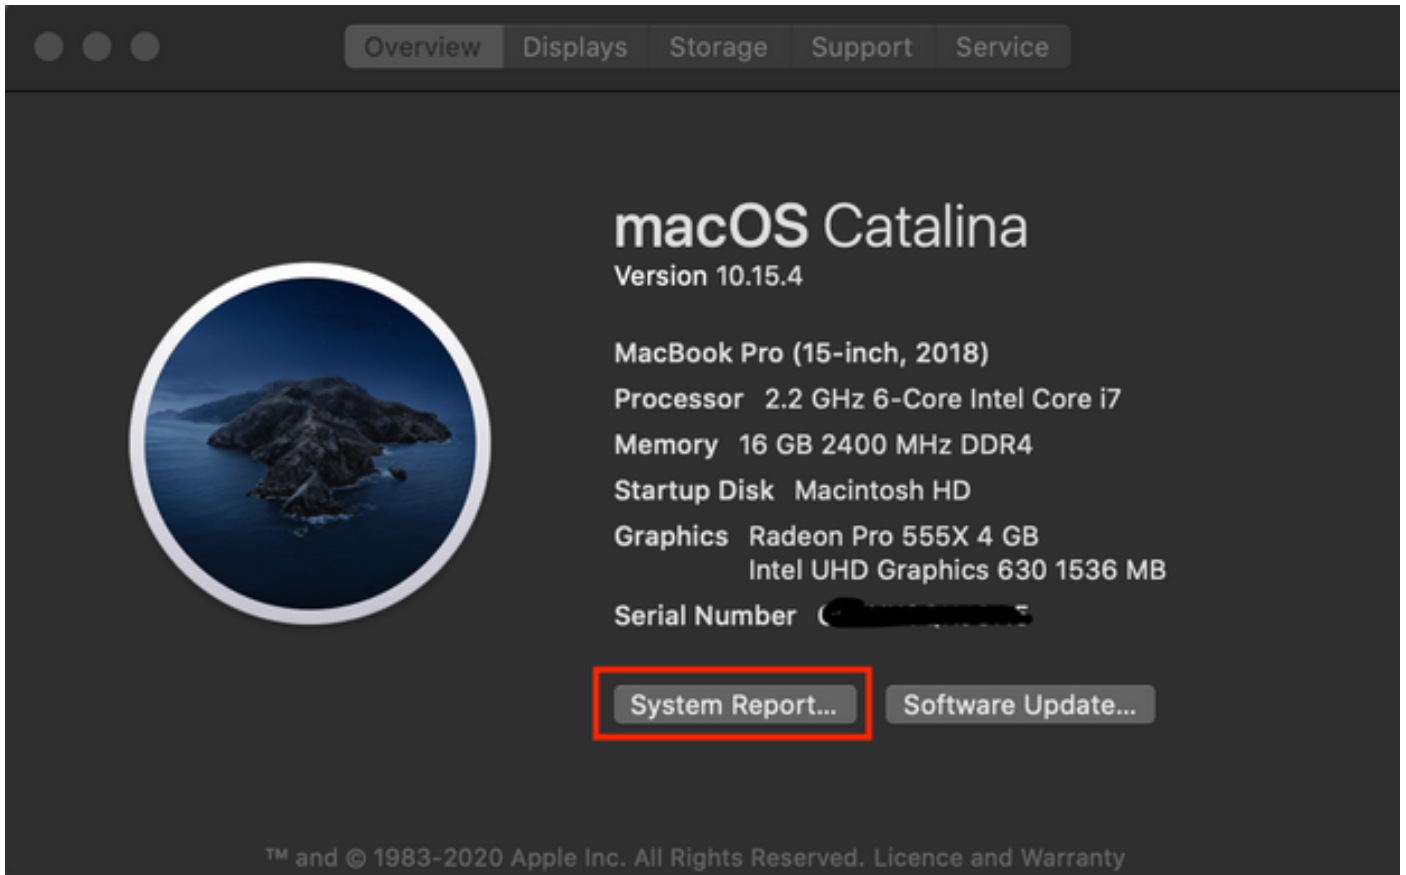 Overview Displays Storage Support Service
macOS Catalina
Version 10.15.4
MacBook Pro (15-inch, 2018)
Processor 2.2 GHz 6-Core Intel Core i7
Memory 16 GB 2400 MHz DDR4
Startup Disk Macintosh HD
Graphics Radeon Pro 555X 4 GB
Intel UHD Graphics 630 1536 MB
Serial Number
System Report... Software Update...
™ and © 1983-2020 Apple Inc. All Rights Reserved. Licence and Warranty